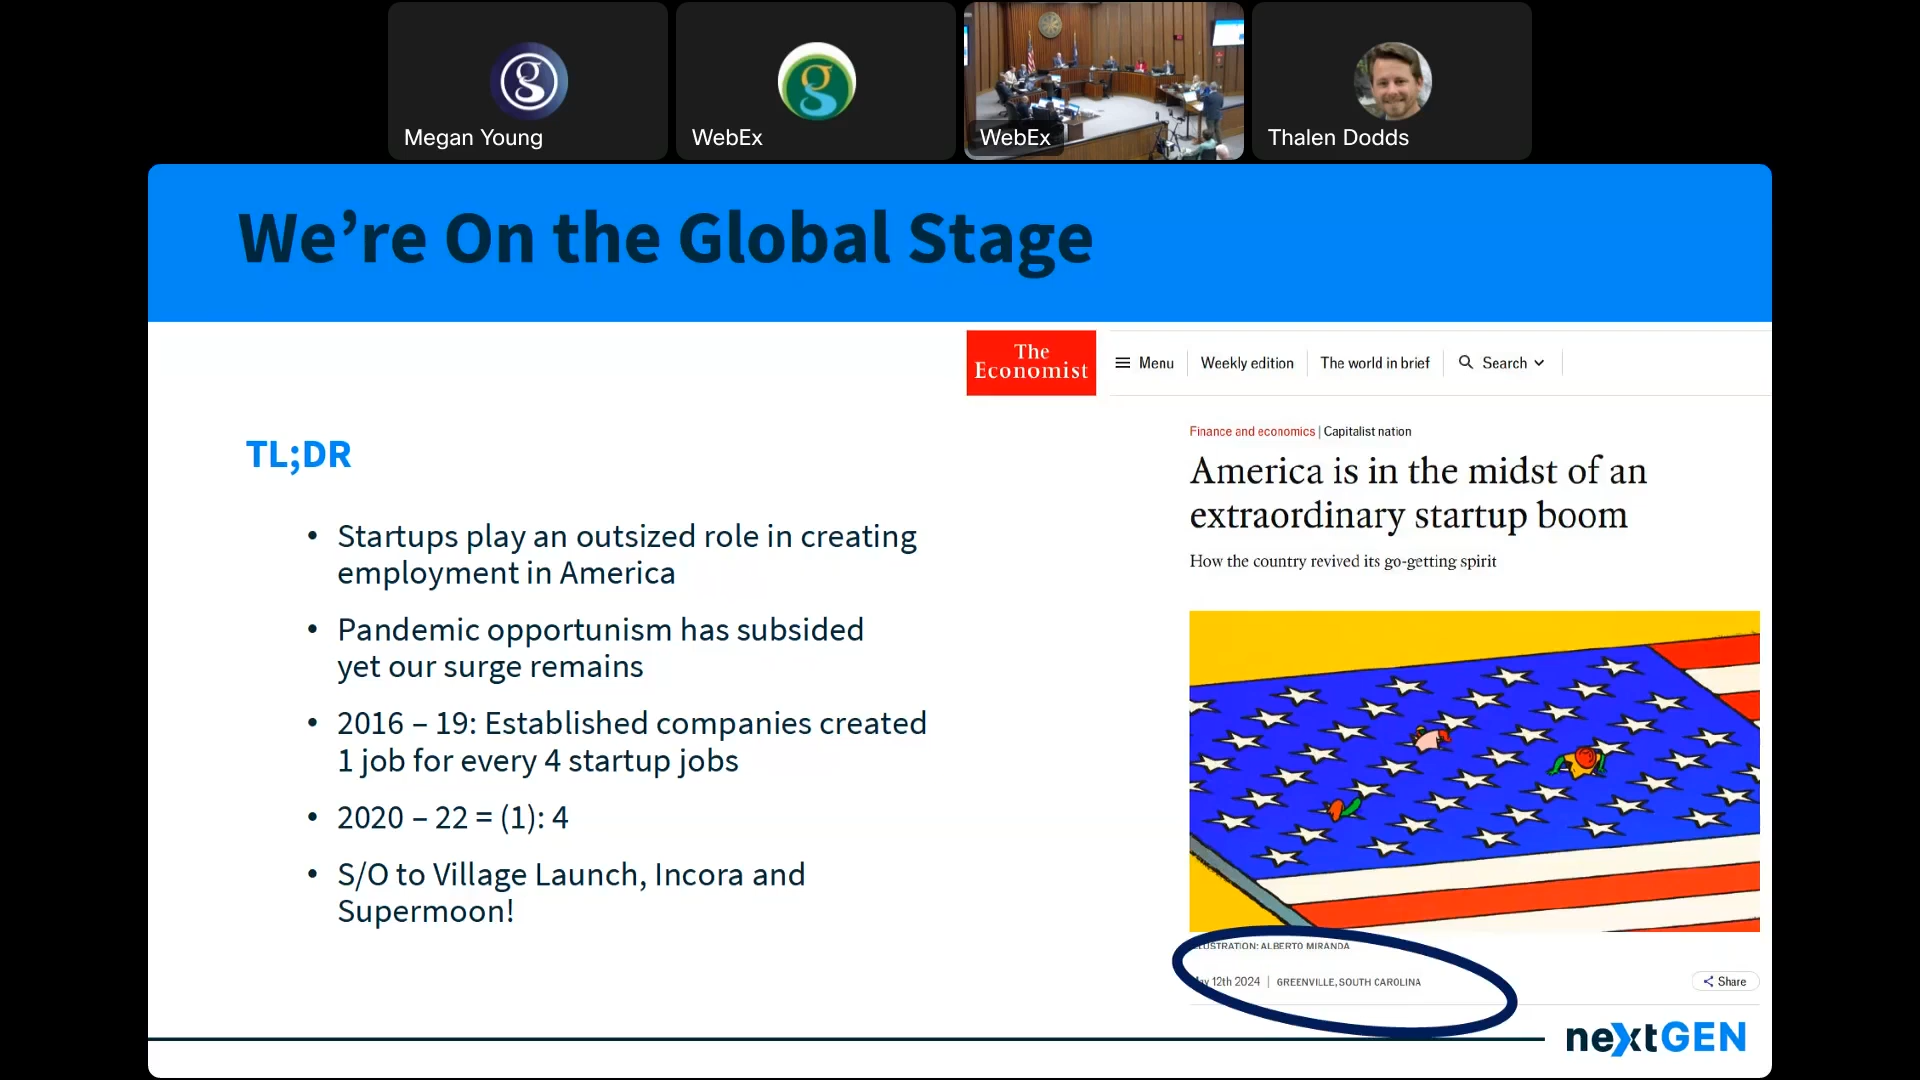 Megan Young
WebEx
WebEx
Thalen Dodds
We're On the Global Stage
The
Economist
Menu
Weekly edition
The world in brief
Search
TL;DR
• Startups play an outsized role in creating
employment in America
• Pandemic opportunism has subsided
yet our surge remains
• 2016 – 19: Established companies created
1 job for every 4 startup jobs
• 2020 – 22 = (1): 4
• S/O to Village Launch, Incora and
Supermoon!
Finance and economics | Capitalist nation
America is in the midst of an
extraordinary startup boom
How the country revived its go-getting spirit
ALBERTO MIRANDA
12th 2024 | GREENVILLE, SOUTH CAROLINA
Share
nextGEN